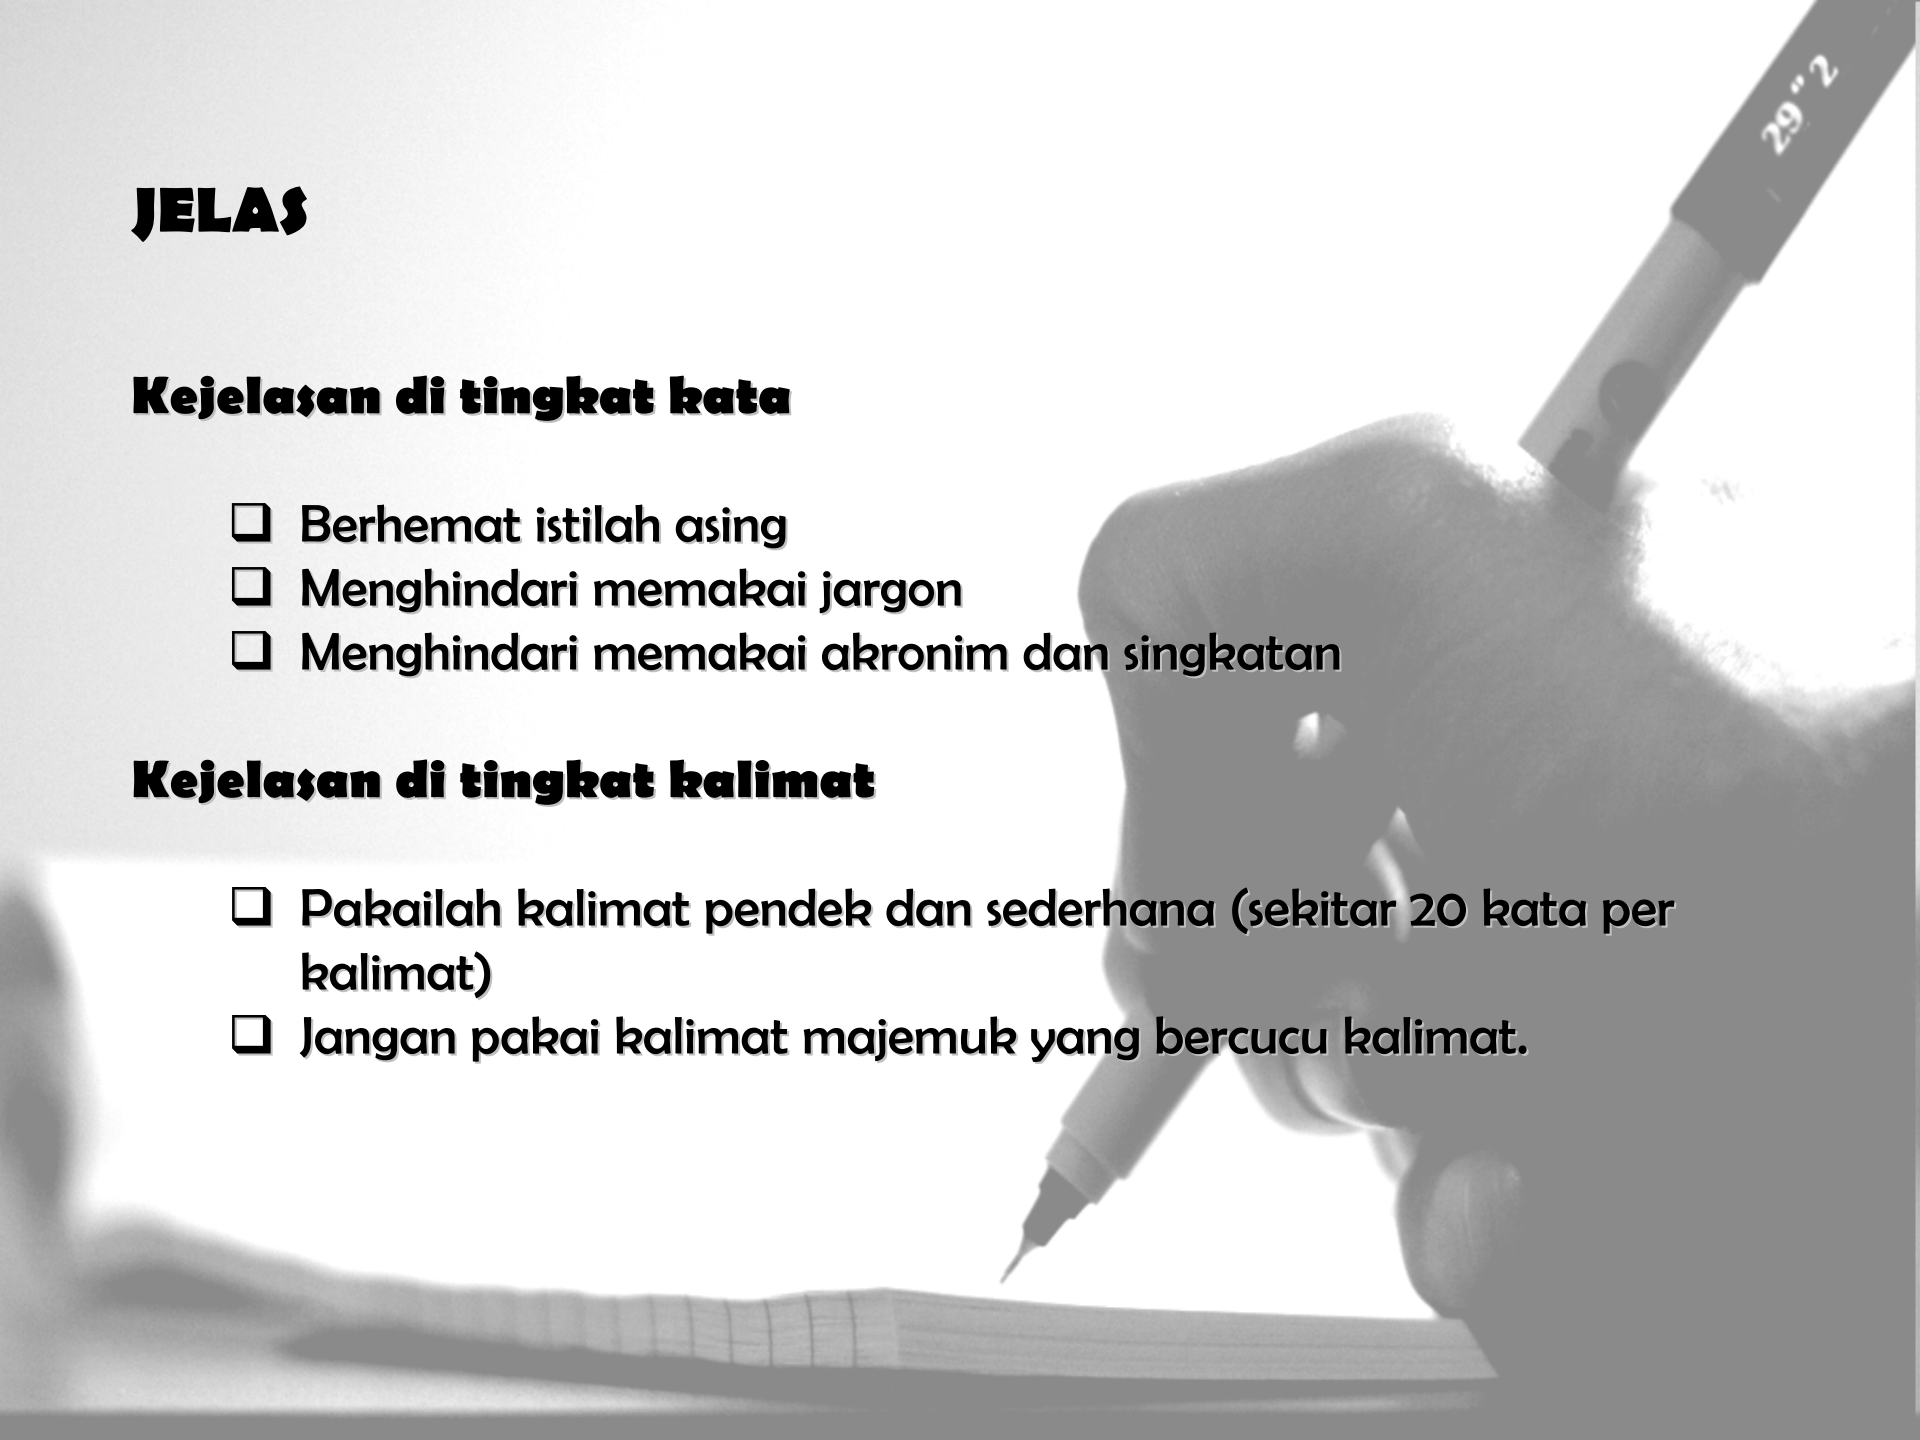 29" 2
JELAS
Kejelasan di tingkat kata
❑ Berhemat istilah asing
❑ Menghindari memakai jargon
❑ Menghindari memakai akronim dan singkatan
Kejelasan di tingkat kalimat
❑ Pakailah kalimat pendek dan sederhana (sekitar 20 kata per
kalimat)
❑ Jangan pakai kalimat majemuk yang bercucu kalimat.